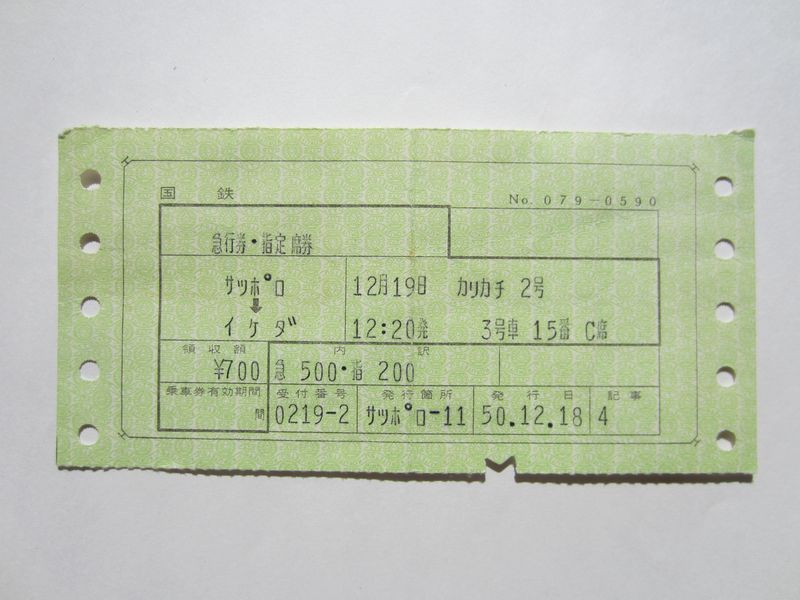 国鉄
No. 079-0590
急行券・指定席券
サツポロ 12月19日 カリカチ 2号
⬇
イケダ 12:20発 3号車 15番 C席
領収額 内訳
¥700 急 500・指 200
乗車券有効期間 受付番号 発行箇所 発行日 記事
間 0219-2 サツポロ-11 50.12.18 4